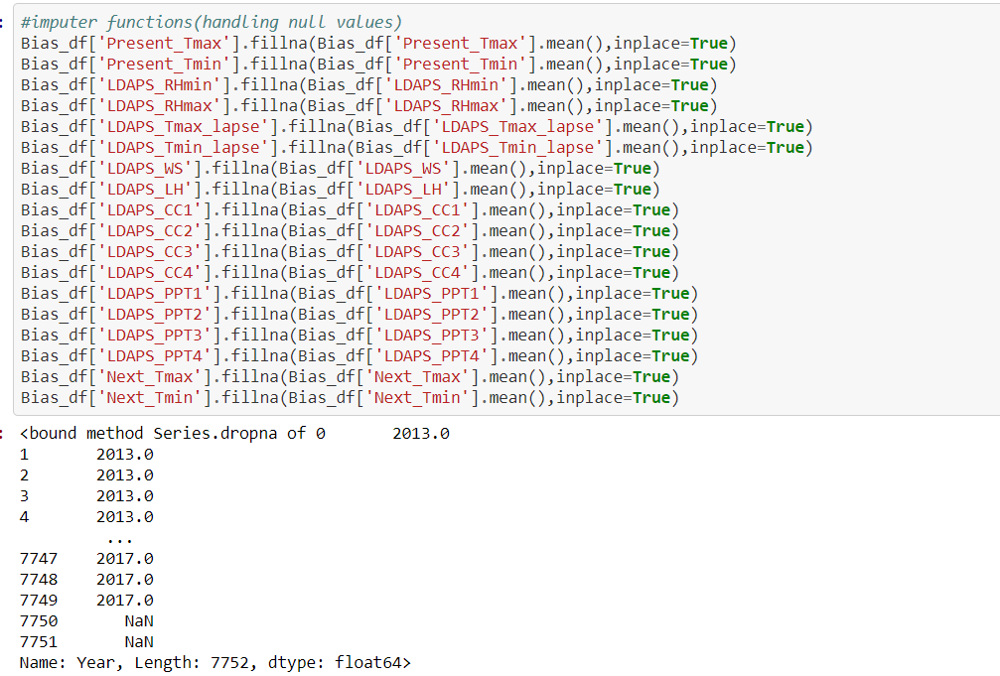 : #imputer functions(handling null values)
Bias_df['Present_Tmax'].fillna(Bias_df['Present_Tmax'].mean(),inplace=True)
Bias_df['Present_Tmin'].fillna(Bias_df['Present_Tmin'].mean(),inplace=True)
Bias_df['LDAPS_RHmin'].fillna(Bias_df['LDAPS_RHmin'].mean(),inplace=True)
Bias_df['LDAPS_RHmax'].fillna(Bias_df['LDAPS_RHmax'].mean(),inplace=True)
Bias_df['LDAPS_Tmax_lapse'].fillna(Bias_df['LDAPS_Tmax_lapse'].mean(),inplace=True)
Bias_df['LDAPS_Tmin_lapse'].fillna(Bias_df['LDAPS_Tmin_lapse'].mean(),inplace=True)
Bias_df['LDAPS_WS'].fillna(Bias_df['LDAPS_WS'].mean(),inplace=True)
Bias_df['LDAPS_LH'].fillna(Bias_df['LDAPS_LH'].mean(),inplace=True)
Bias_df['LDAPS_CC1'].fillna(Bias_df['LDAPS_CC1'].mean(),inplace=True)
Bias_df['LDAPS_CC2'].fillna(Bias_df['LDAPS_CC2'].mean(),inplace=True)
Bias_df['LDAPS_CC3'].fillna(Bias_df['LDAPS_CC3'].mean(),inplace=True)
Bias_df['LDAPS_CC4'].fillna(Bias_df['LDAPS_CC4'].mean(),inplace=True)
Bias_df['LDAPS_PPT1'].fillna(Bias_df['LDAPS_PPT1'].mean(),inplace=True)
Bias_df['LDAPS_PPT2'].fillna(Bias_df['LDAPS_PPT2'].mean(),inplace=True)
Bias_df['LDAPS_PPT3'].fillna(Bias_df['LDAPS_PPT3'].mean(),inplace=True)
Bias_df['LDAPS_PPT4'].fillna(Bias_df['LDAPS_PPT4'].mean(),inplace=True)
Bias_df['Next_Tmax'].fillna(Bias_df['Next_Tmax'].mean(),inplace=True)
Bias_df['Next_Tmin'].fillna(Bias_df['Next_Tmin'].mean(),inplace=True)
: <bound method Series.dropna of 0       2013.0
1       2013.0
2       2013.0
3       2013.0
4       2013.0
         ...
7747    2017.0
7748    2017.0
7749    2017.0
7750       NaN
7751       NaN
Name: Year, Length: 7752, dtype: float64>